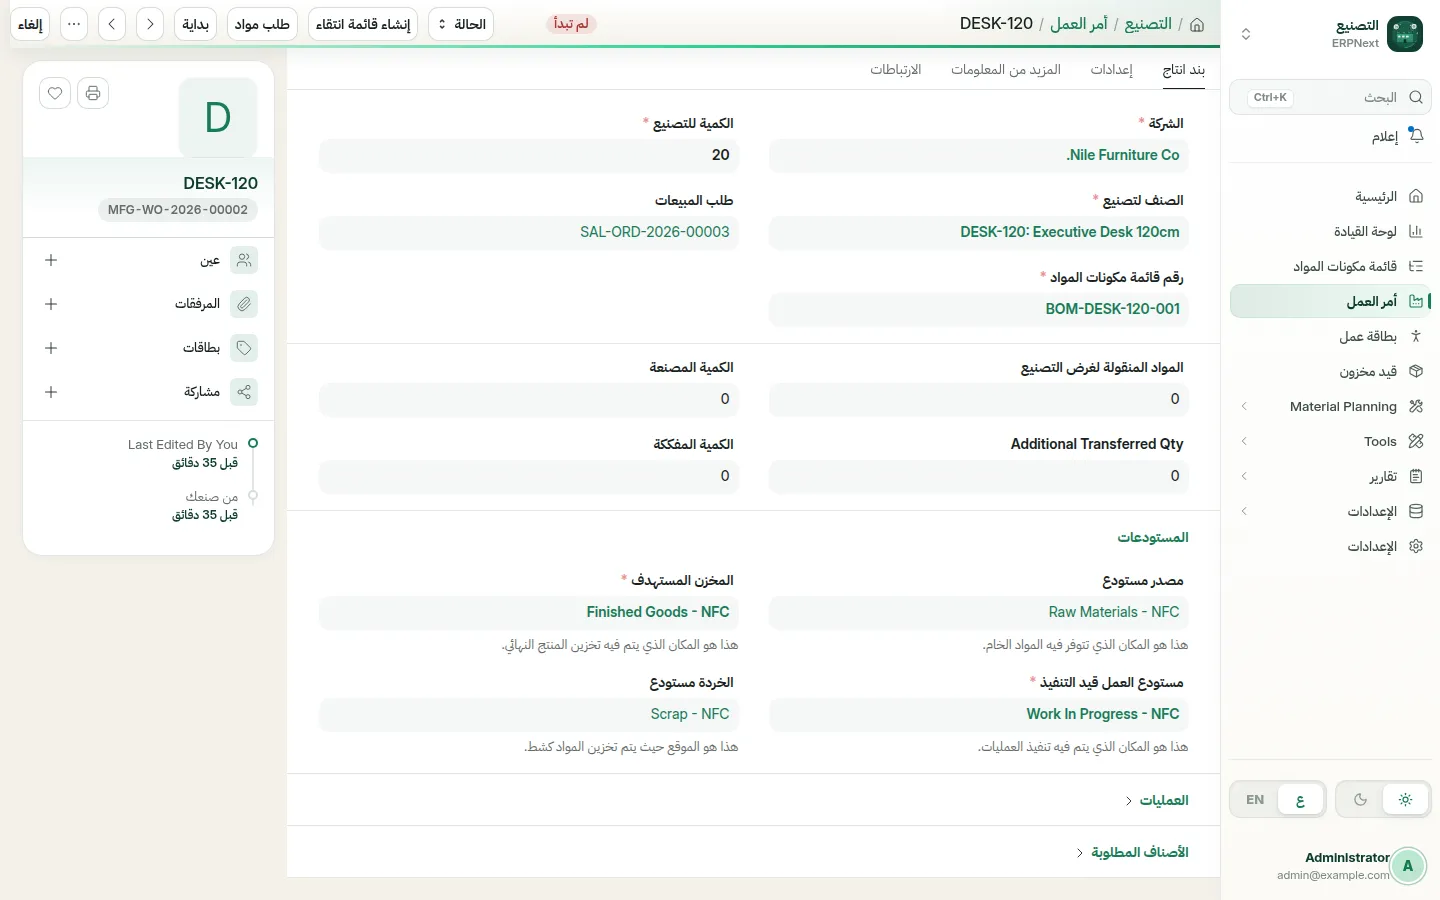 التصنيع
ERPNext
البحث
Ctrl+K
إعلام
الرئيسية
لوحة القيادة
قائمة مكونات المواد
أمر العمل
بطاقة عمل
قيد مخزون
Material Planning
Tools
تقارير
الإعدادات
الإعدادات
ع
EN
A
Administrator
admin@example.com
التصنيع / أمر العمل / DESK-120
لم تبدأ
الحالة
إنشاء قائمة انتقاء
طلب مواد
بداية
إلغاء
بند انتاج
إعدادات
المزيد من المعلومات
الارتباطات
الشركة *
Nile Furniture Co.
الكمية للتصنيع *
20
الصنف لتصنيع *
DESK-120: Executive Desk 120cm
طلب المبيعات
SAL-ORD-2026-00003
رقم قائمة مكونات المواد *
BOM-DESK-120-001
المواد المنقولة لغرض التصنيع
0
الكمية المصنعة
0
Additional Transferred Qty
0
الكمية المفككة
0
المستودعات
مصدر مستودع
Raw Materials - NFC
هذا هو المكان الذي تتوفر فيه المواد الخام.
المخزن المستهدف *
Finished Goods - NFC
هذا هو المكان الذي يتم فيه تخزين المنتج النهائي.
مستودع العمل قيد التنفيذ *
Work In Progress - NFC
هذا هو المكان الذي يتم فيه تنفيذ العمليات.
الخردة مستودع
Scrap - NFC
هذا هو الموقع حيث يتم تخزين المواد كشط.
العمليات
الأصناف المطلوبة
D
DESK-120
MFG-WO-2026-00002
عين
المرفقات
بطاقات
مشاركة
Last Edited By You
قبل 35 دقائق
من صنعك
قبل 35 دقائق